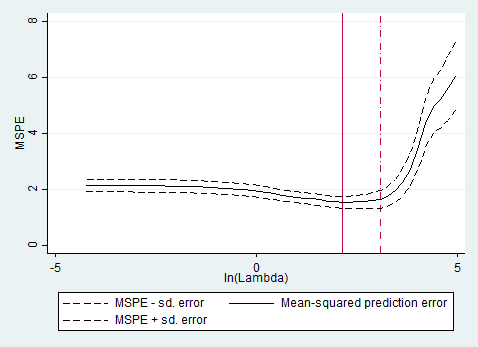 8
6
4
2
0
MSPE
-5 0 5
ln(Lambda)
MSPE - sd. error Mean-squared prediction error
MSPE + sd. error